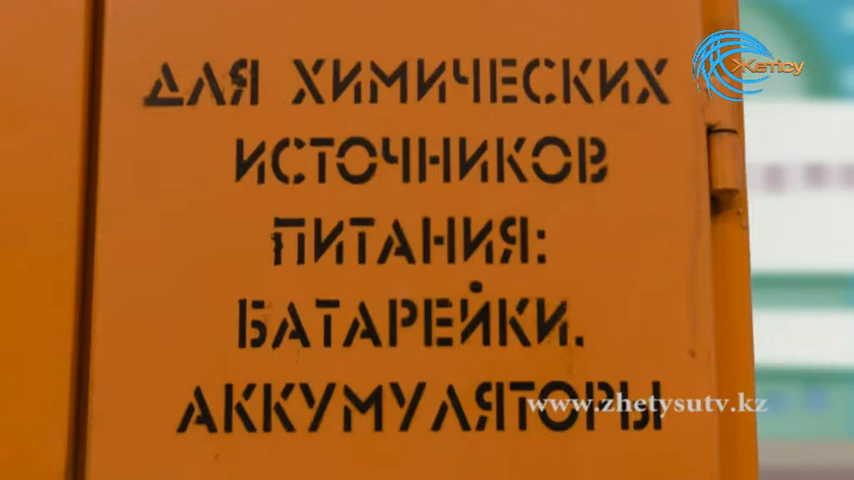 ДЛЯ ХИМИЧЕСКИХ
Жетісу
ИСТОЧНИКОВ
ПИТАНИЯ:
БАТАРЕЙКИ.
АККУМУЛЯТОРЫ
www.zhetysutv.kz